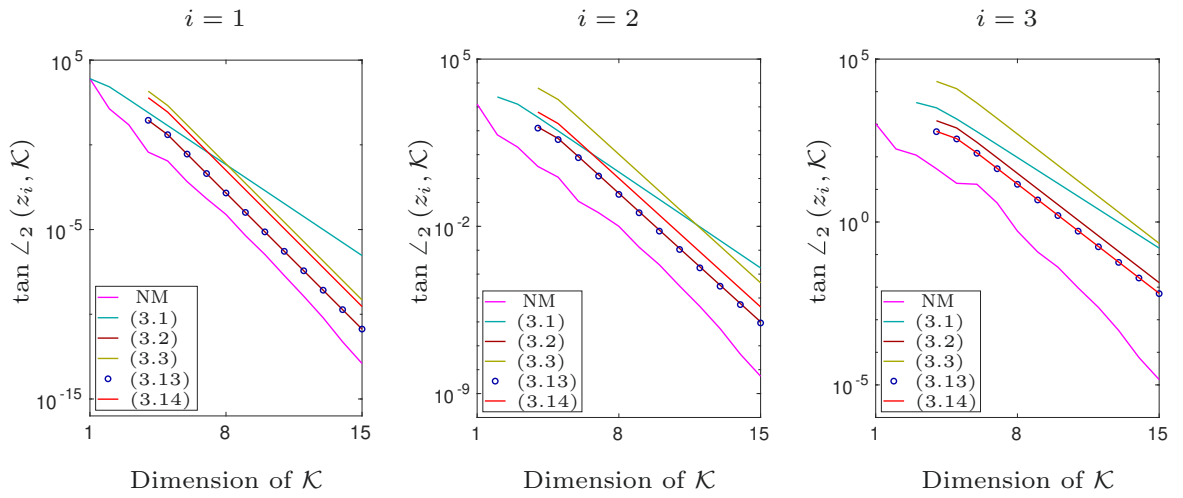 i = 1
10^5
10^-5
10^-15
tan ∠₂ (z_i, 𝒦)
NM
(3.1)
(3.2)
(3.3)
(3.13)
(3.14)
1
8
15
Dimension of 𝒦
i = 2
10^5
10^-2
10^-9
tan ∠₂ (z_i, 𝒦)
NM
(3.1)
(3.2)
(3.3)
(3.13)
(3.14)
1
8
15
Dimension of 𝒦
i = 3
10^5
10^0
10^-5
tan ∠₂ (z_i, 𝒦)
NM
(3.1)
(3.2)
(3.3)
(3.13)
(3.14)
1
8
15
Dimension of 𝒦